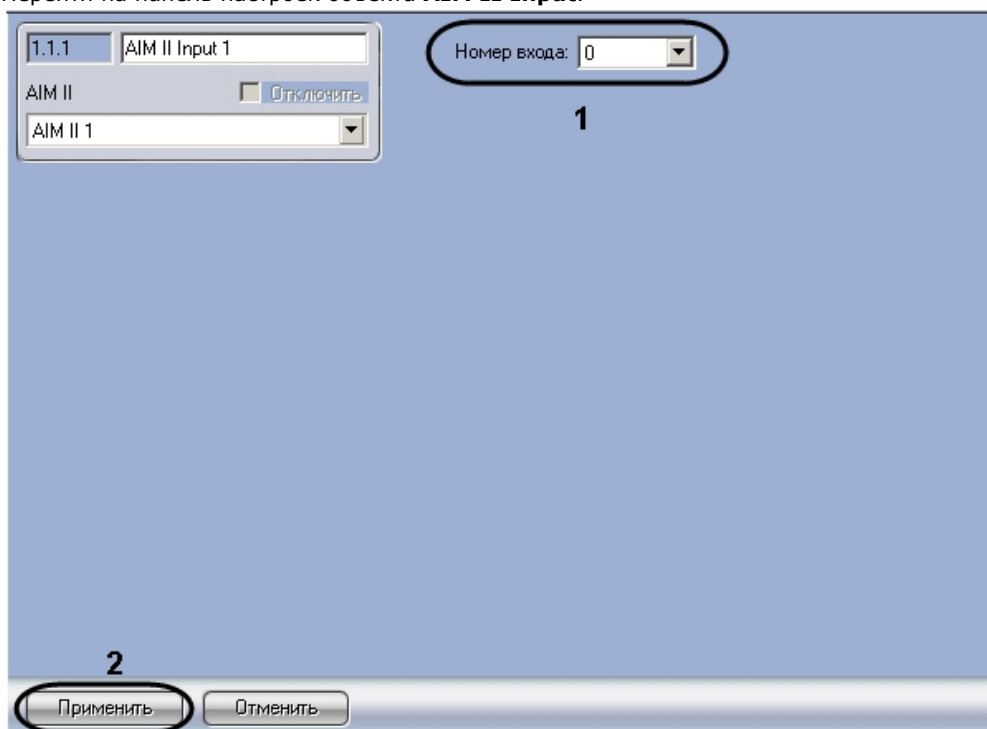 Перейти на панель настроек объекта AIM II Input.
1.1.1 AIM II Input 1
Номер входа: 0
AIM II Отключить
AIM II 1
1
2
Применить Отменить